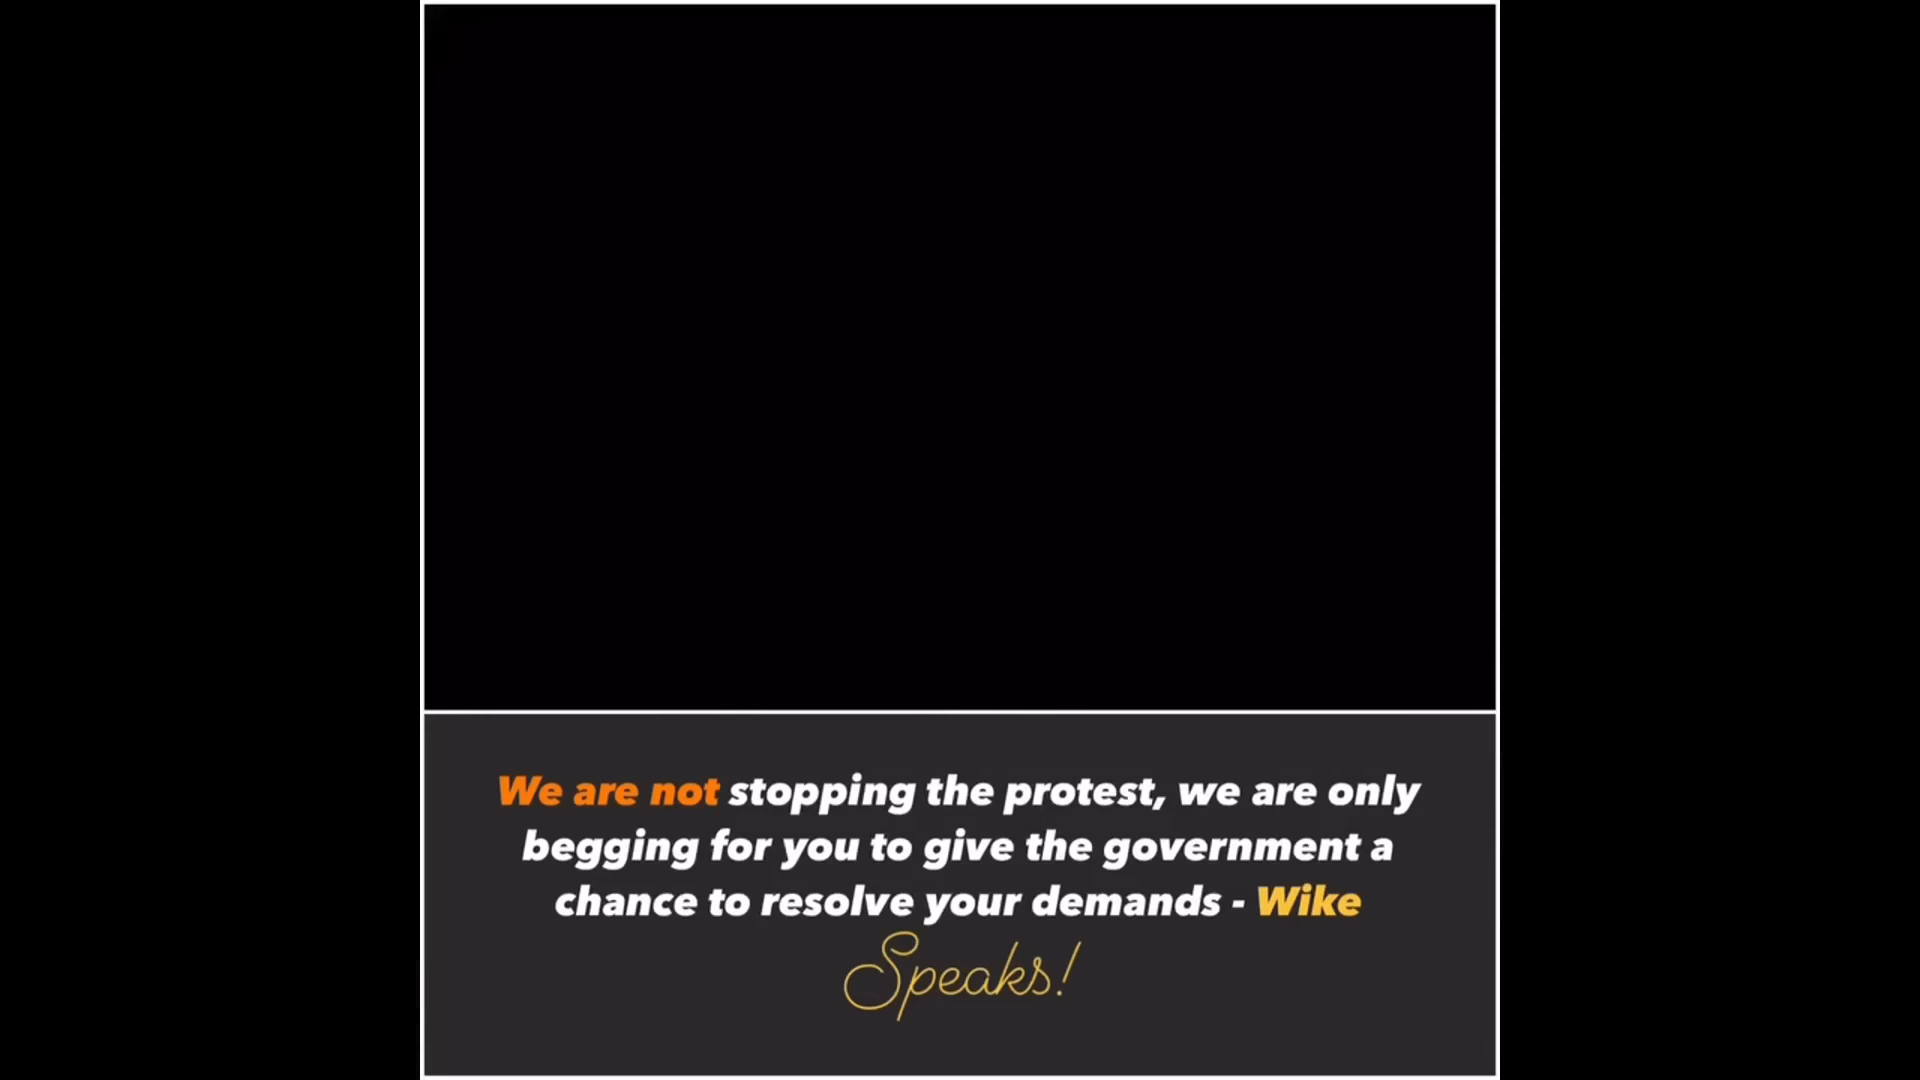 We are not stopping the protest, we are only
begging for you to give the government a
chance to resolve your demands - Wike
Speaks!